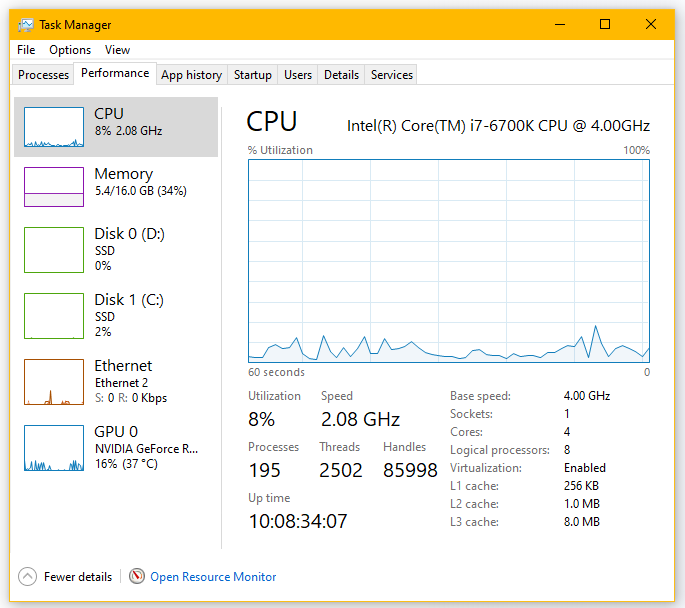 Task Manager
File Options View
Processes Performance App history Startup Users Details Services
CPU
8% 2.08 GHz
Memory
5.4/16.0 GB (34%)
Disk 0 (D:)
SSD
0%
Disk 1 (C:)
SSD
2%
Ethernet
Ethernet 2
S: 0 R: 0 Kbps
GPU 0
NVIDIA GeForce R...
16% (37 °C)
CPU Intel(R) Core(TM) i7-6700K CPU @ 4.00GHz
% Utilization 100%
60 seconds 0
Utilization Speed
8% 2.08 GHz
Processes Threads Handles
195 2502 85998
Up time
10:08:34:07
Base speed: 4.00 GHz
Sockets: 1
Cores: 4
Logical processors: 8
Virtualization: Enabled
L1 cache: 256 KB
L2 cache: 1.0 MB
L3 cache: 8.0 MB
Fewer details Open Resource Monitor